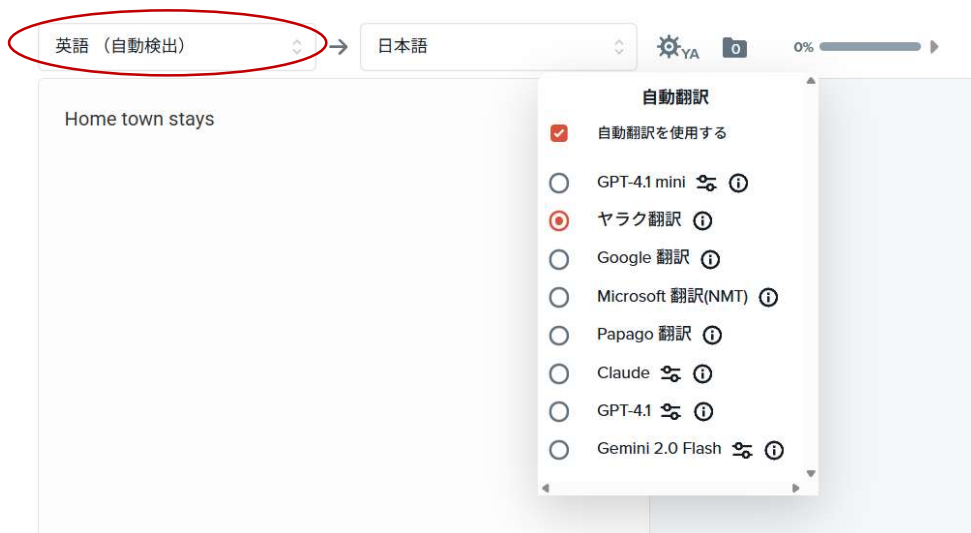 英語 （自動検出）
日本語
YA
0
0%
Home town stays
自動翻訳
自動翻訳を使用する
GPT-4.1 mini
ヤラク翻訳
Google 翻訳
Microsoft 翻訳(NMT)
Papago 翻訳
Claude
GPT-4.1
Gemini 2.0 Flash